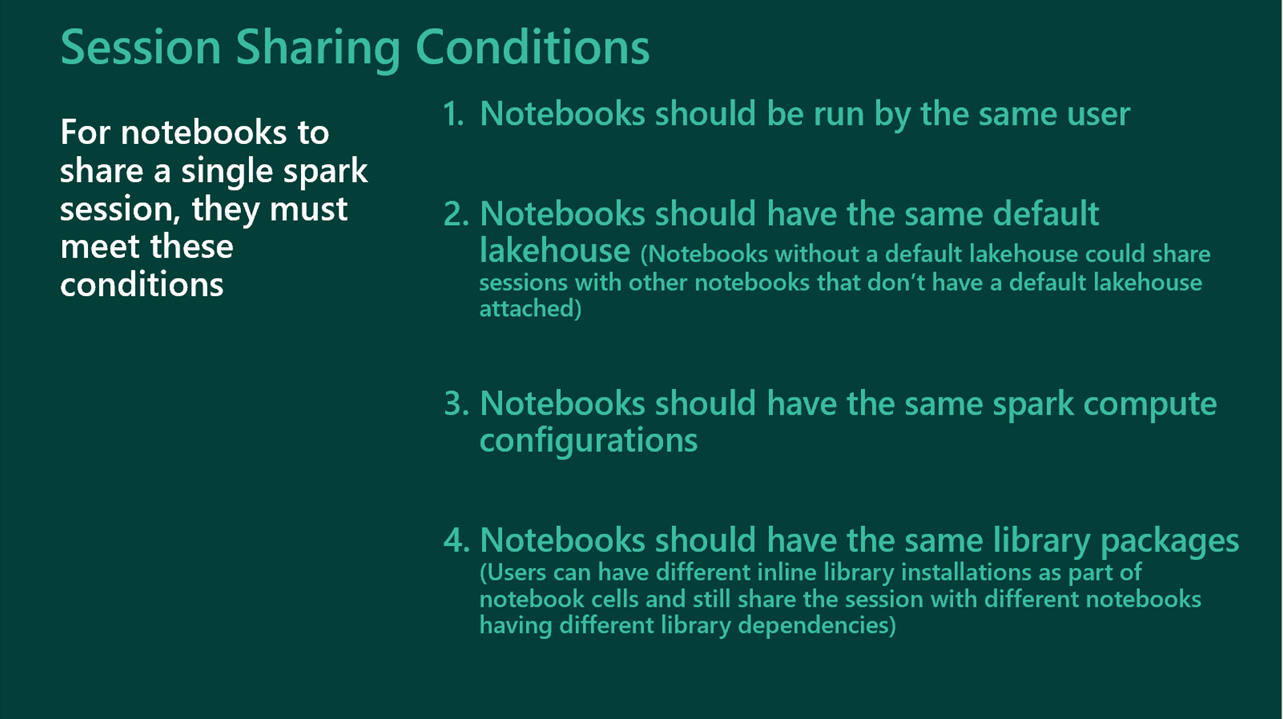 Session Sharing Conditions
For notebooks to
share a single spark
session, they must
meet these
conditions
1. Notebooks should be run by the same user
2. Notebooks should have the same default
lakehouse (Notebooks without a default lakehouse could share
sessions with other notebooks that don’t have a default lakehouse
attached)
3. Notebooks should have the same spark compute
configurations
4. Notebooks should have the same library packages
(Users can have different inline library installations as part of
notebook cells and still share the session with different notebooks
having different library dependencies)